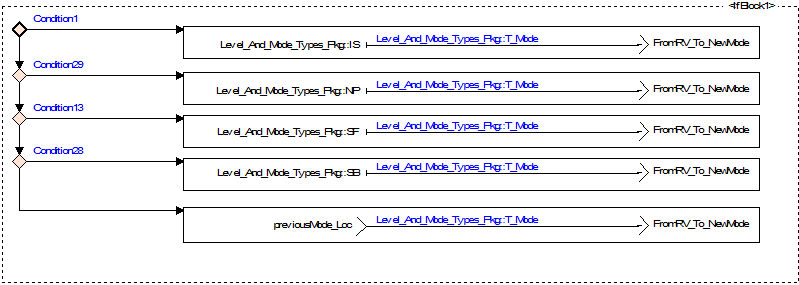 <IfBlock1>
Condition1
Level_And_Mode_Types_Pkg::IS Level_And_Mode_Types_Pkg::T_Mode FromRV_To_NewMode
Condition29
Level_And_Mode_Types_Pkg::NP Level_And_Mode_Types_Pkg::T_Mode FromRV_To_NewMode
Condition13
Level_And_Mode_Types_Pkg::SF Level_And_Mode_Types_Pkg::T_Mode FromRV_To_NewMode
Condition28
Level_And_Mode_Types_Pkg::SB Level_And_Mode_Types_Pkg::T_Mode FromRV_To_NewMode
previousMode_Loc Level_And_Mode_Types_Pkg::T_Mode FromRV_To_NewMode